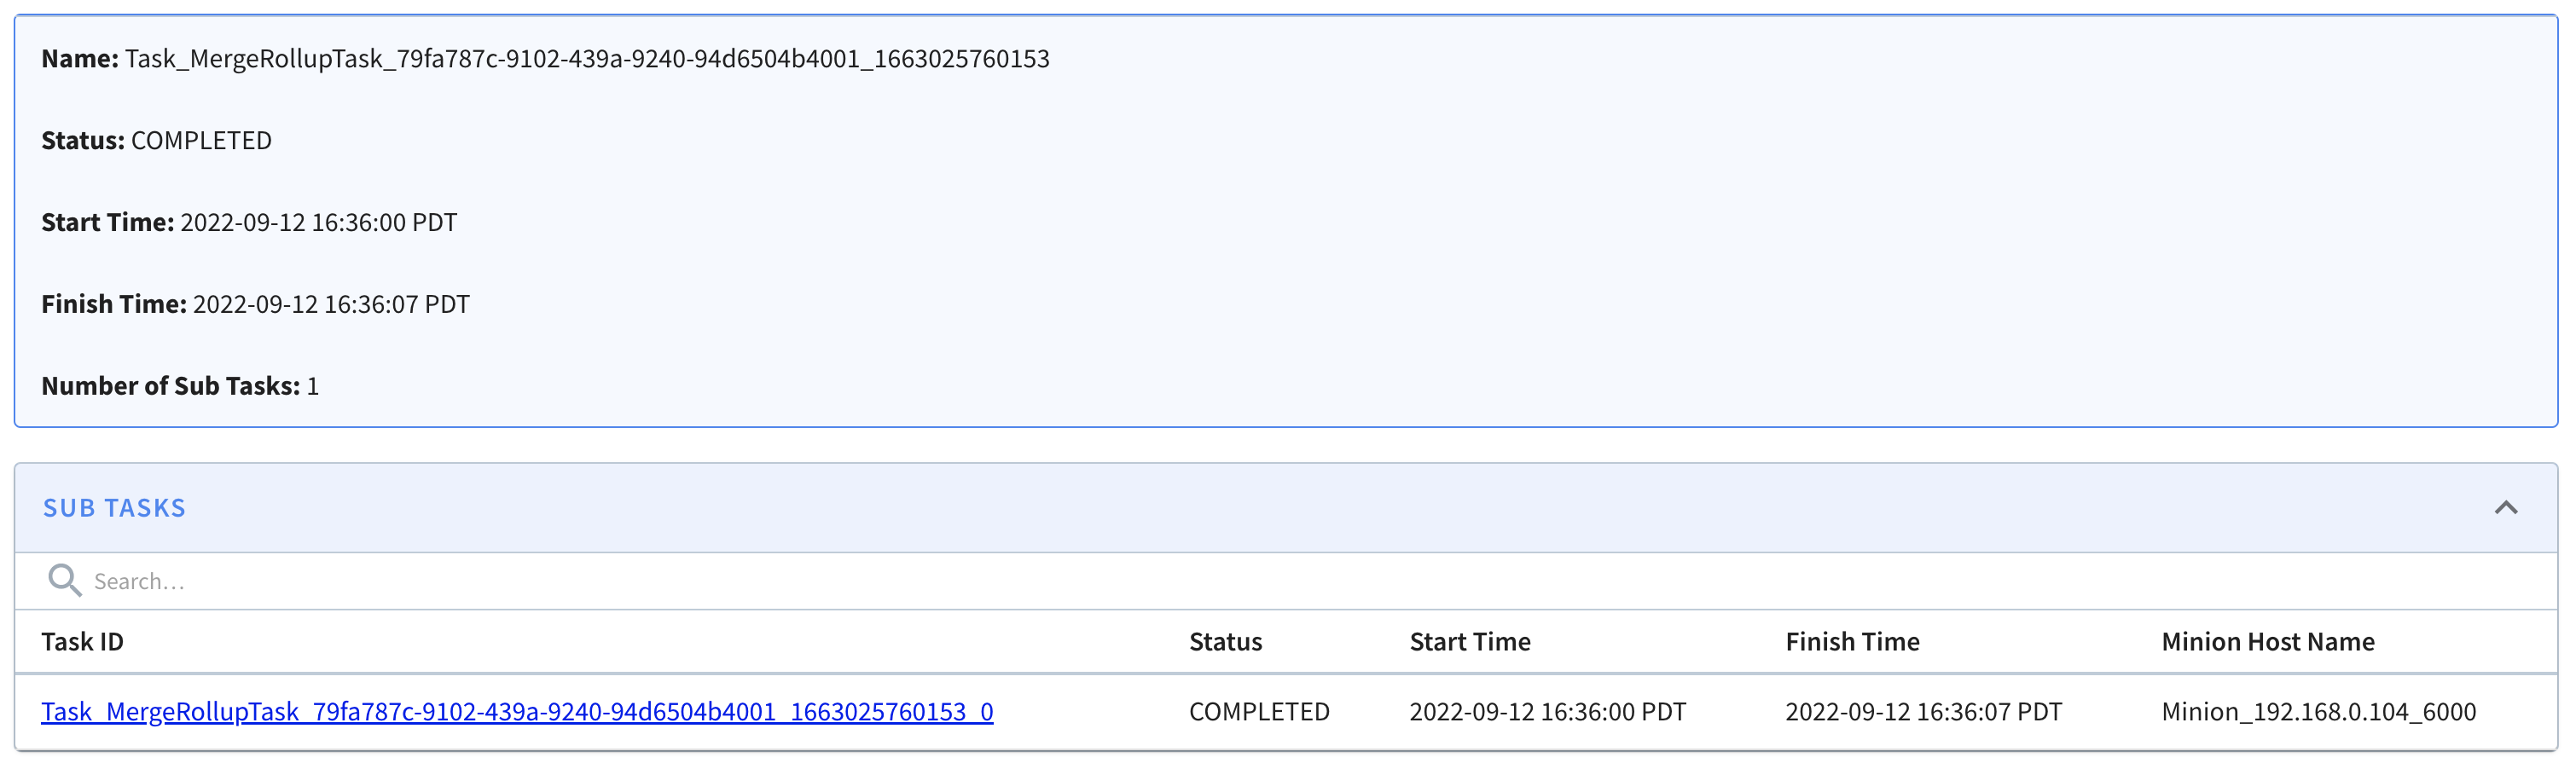 Name: Task_MergeRollupTask_79fa787c-9102-439a-9240-94d6504b4001_1663025760153
Status: COMPLETED
Start Time: 2022-09-12 16:36:00 PDT
Finish Time: 2022-09-12 16:36:07 PDT
Number of Sub Tasks: 1
SUB TASKS
Search…
Task ID Status Start Time Finish Time Minion Host Name
Task_MergeRollupTask_79fa787c-9102-439a-9240-94d6504b4001_1663025760153_0 COMPLETED 2022-09-12 16:36:00 PDT 2022-09-12 16:36:07 PDT Minion_192.168.0.104_6000